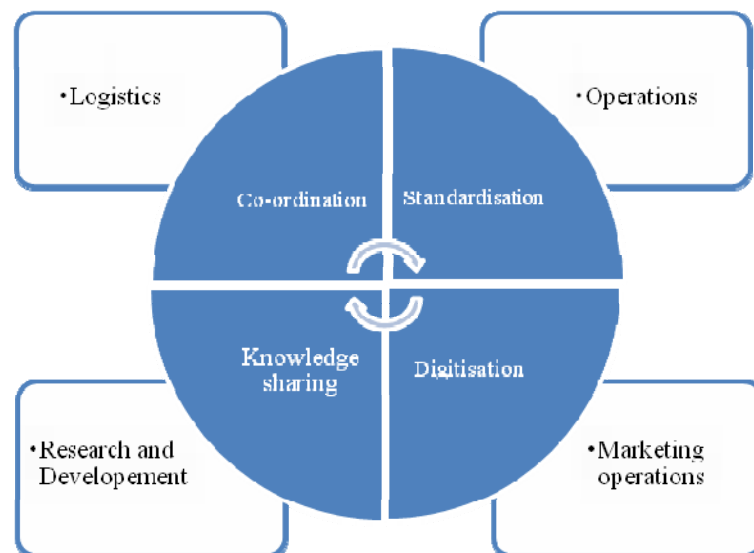 •Logistics
•Operations
Co-ordination
Standardisation
Knowledge
sharing
Digitisation
•Research and
Developement
•Marketing
operations